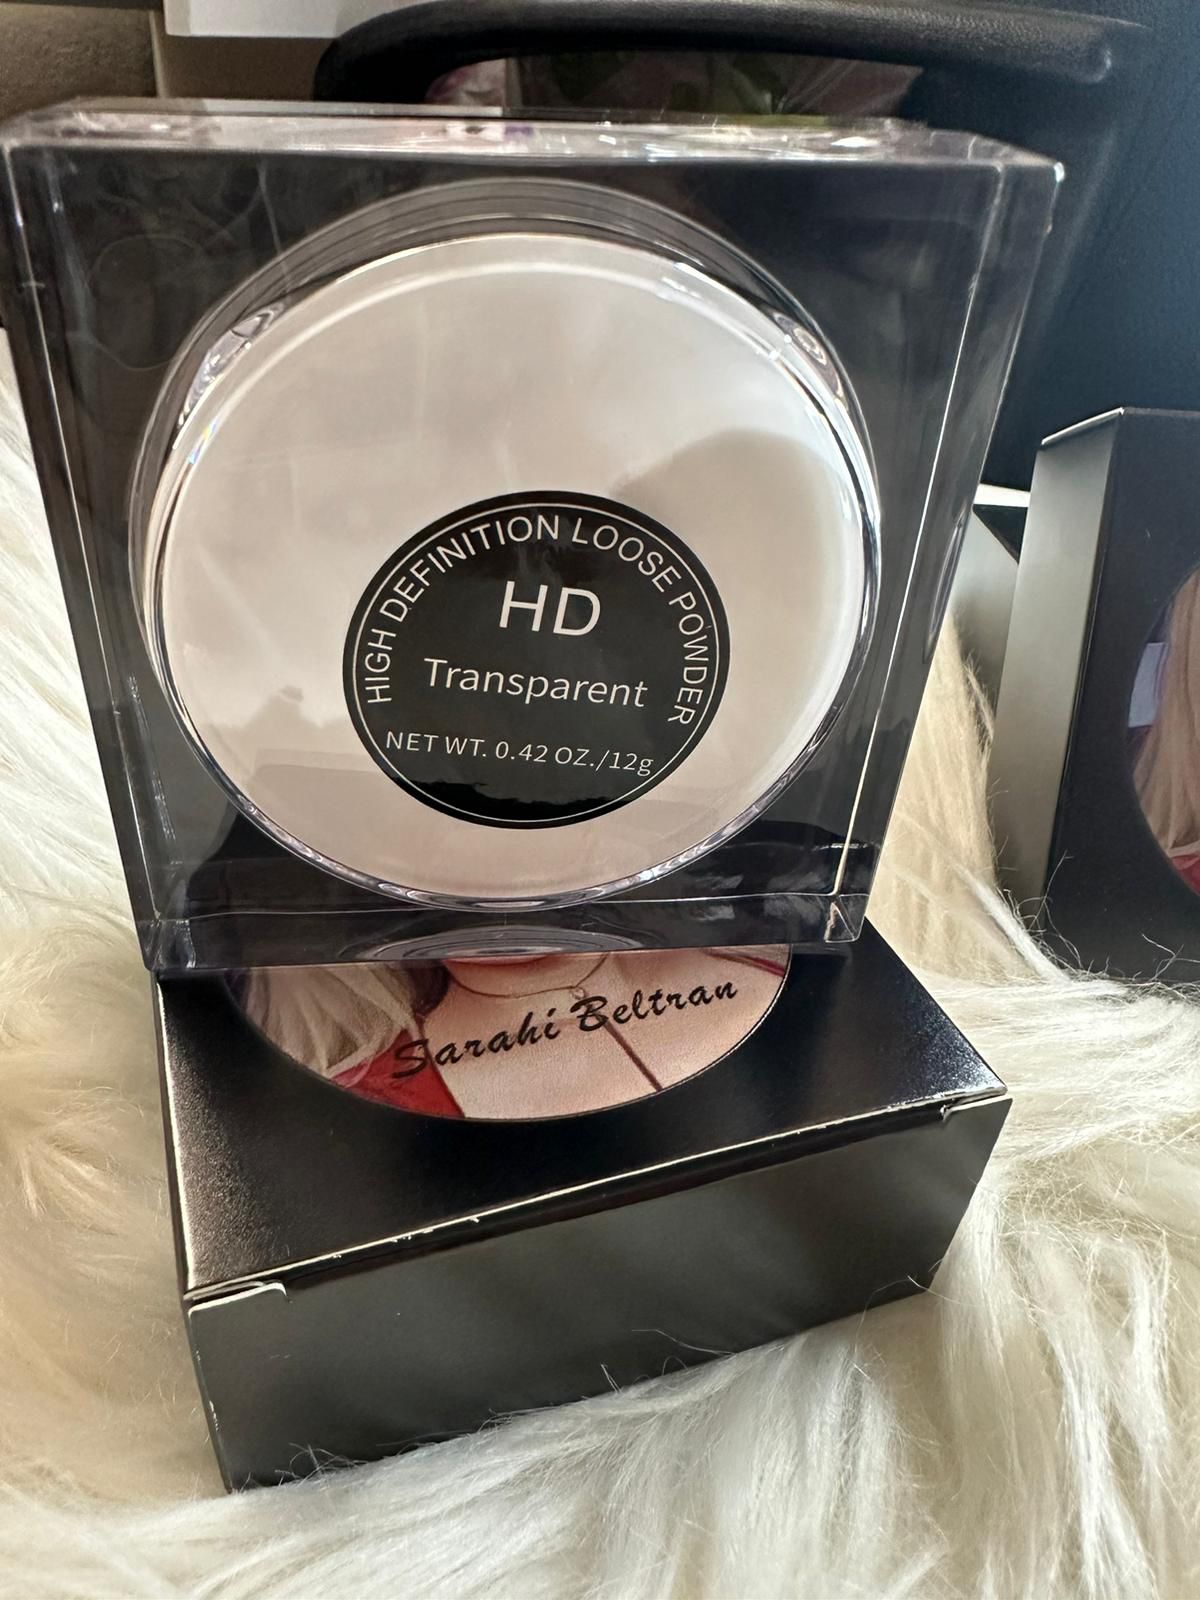 HIGH DEFINITION LOOSE POWDER
HD
Transparent
NET WT. 0.42 OZ./12g
Sarahi Beltran